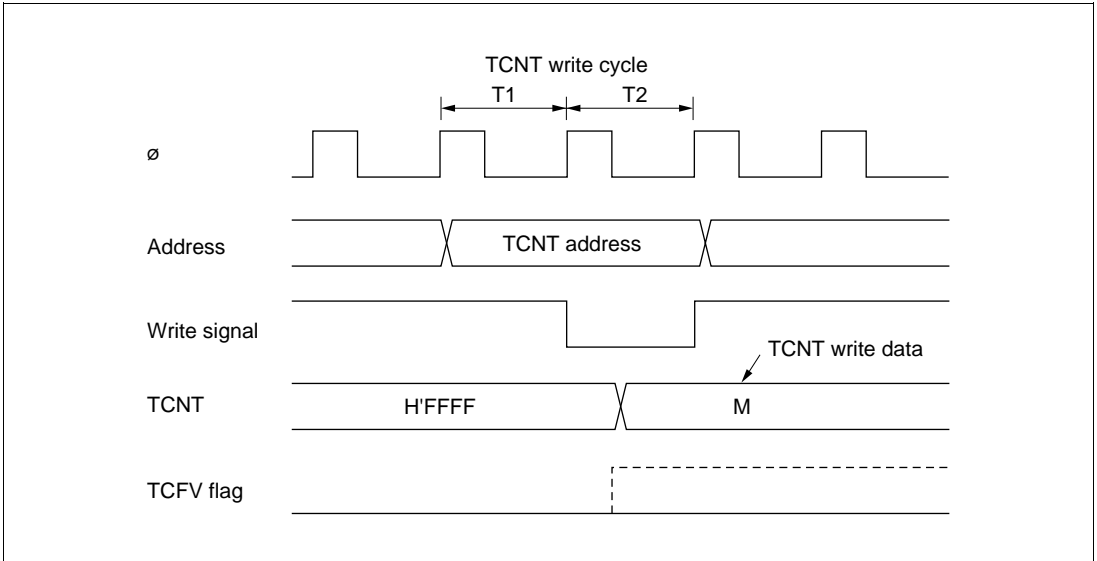 TCNT write cycle
T1 T2
ø
Address TCNT address
Write signal
TCNT write data
TCNT H'FFFF M
TCFV flag